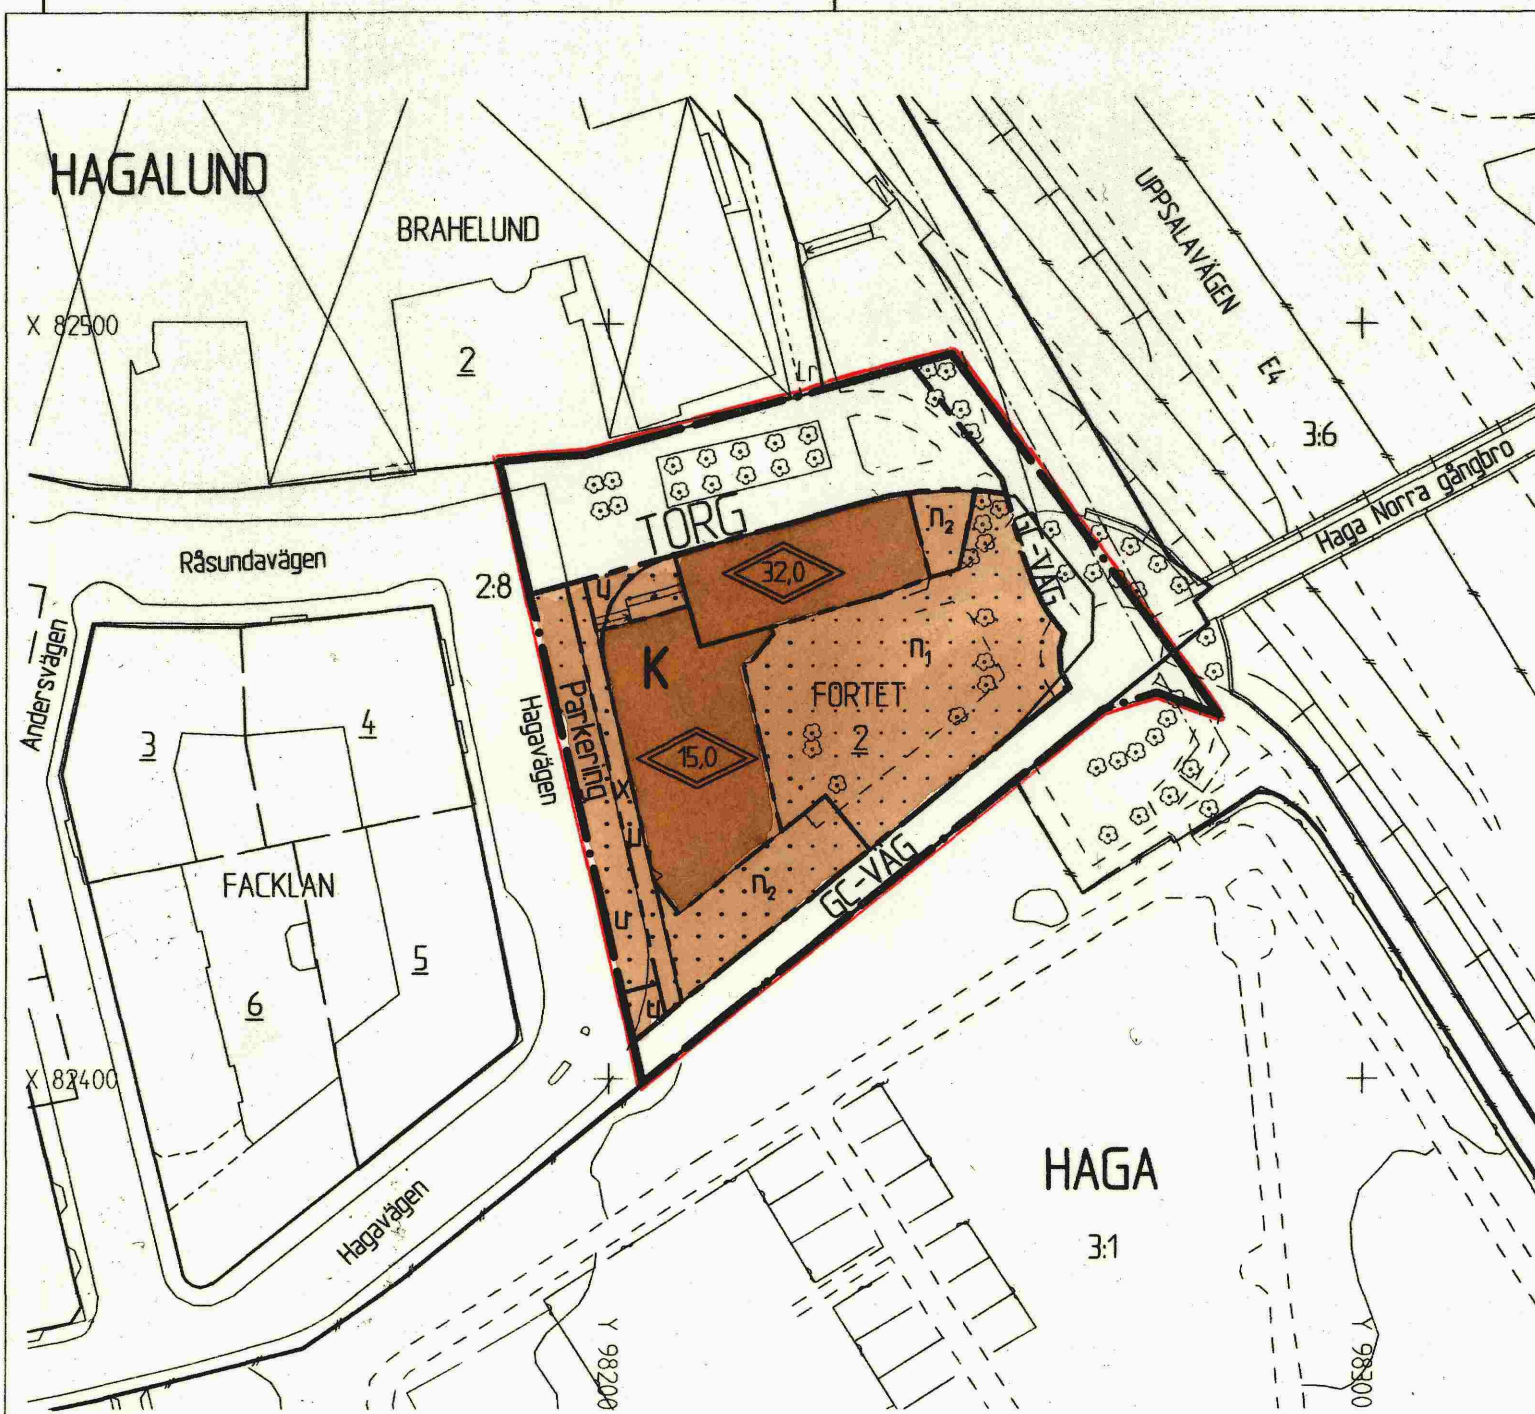 HAGALUND
BRAHELUND
UPPSALAVÄGEN
E4
X 82500
2
3:6
Haga Norra gångbro
TORG
n₂
GC-VÄG
Råsundavägen
2:8
32,0
u
Andersvägen
K
n₁
FORTET
2
Parkering
Hagavägen
3
4
15,0
x
u
FACKLAN
n₂
GC-VÄG
u
5
6
u
X 82400
HAGA
3:1
Hagavägen
Y 98200
Y 98300